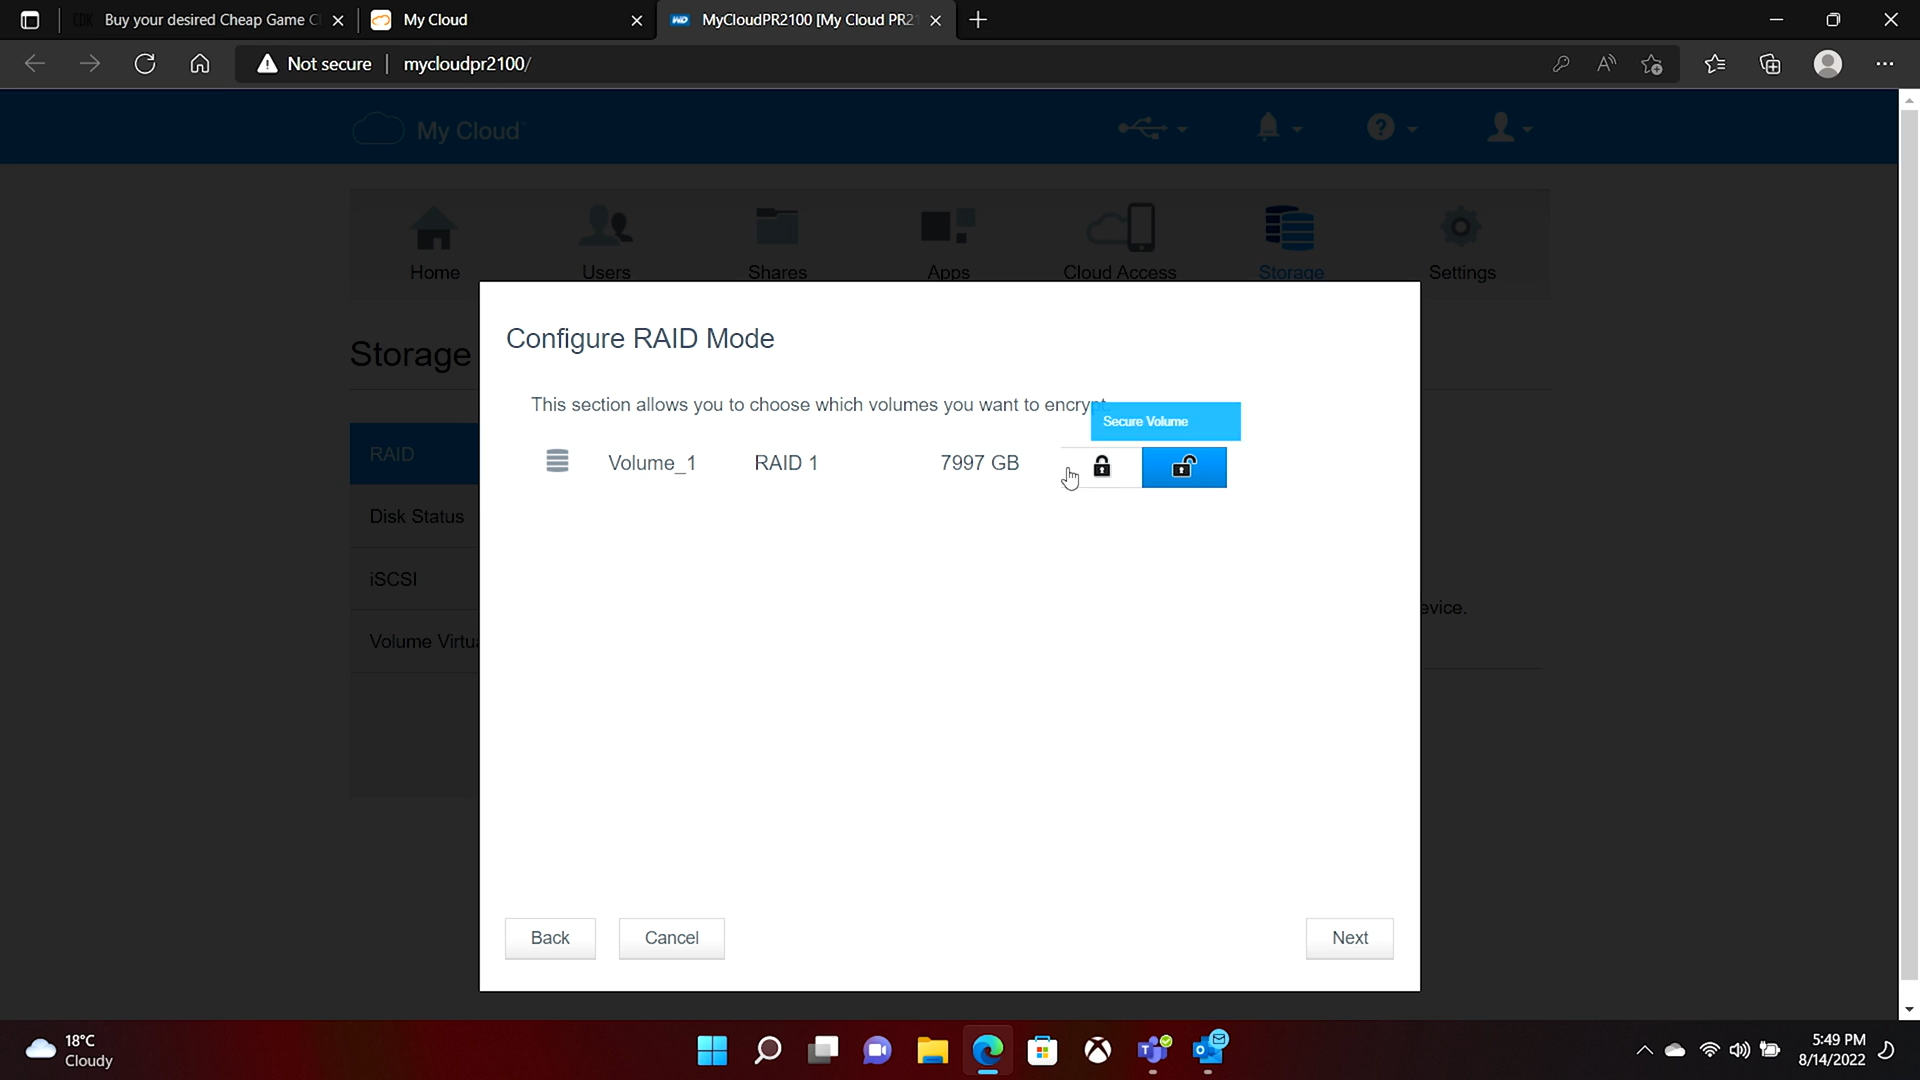 CDK Buy your desired Cheap Game C
My Cloud
MyCloudPR2100 [My Cloud PR21
Not secure
mycloudpr2100/
My Cloud
Home
Users
Shares
Apps
Cloud Access
Storage
Settings
Storage
RAID
Disk Status
iSCSI
Volume Virtu
evice.
Configure RAID Mode
This section allows you to choose which volumes you want to encrypt
Secure Volume
Volume_1 RAID 1 7997 GB
Back
Cancel
Next
18°C
Cloudy
5:49 PM
8/14/2022